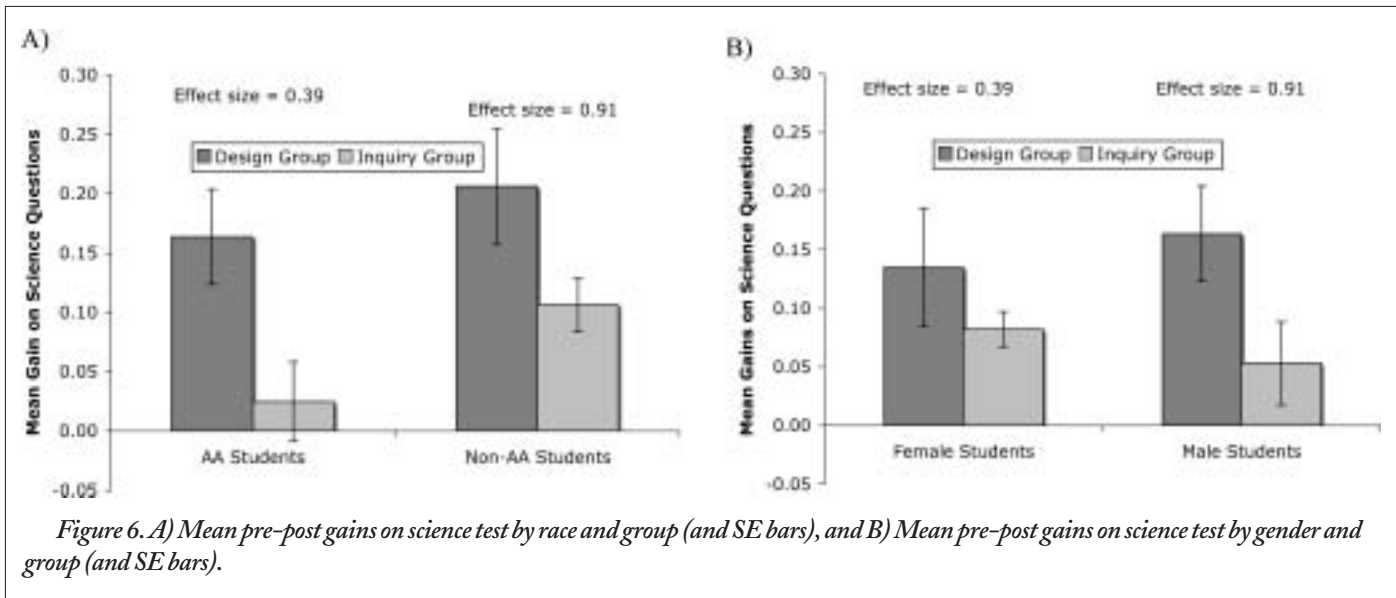 A)
0.30
0.25
0.20
0.15
0.10
0.05
0.00
-0.05
Mean Gain on Science Questions
Effect size = 0.39
Effect size = 0.91
Design Group Inquiry Group
AA Students Non-AA Students
B)
0.30
0.25
0.20
0.15
0.10
0.05
0.00
-0.05
Mean Gains on Science Questions
Effect size = 0.39 Effect size = 0.91
Design Group Inquiry Group
Female Students Male Students
Figure 6. A) Mean pre-post gains on science test by race and group (and SE bars), and B) Mean pre-post gains on science test by gender and
group (and SE bars).